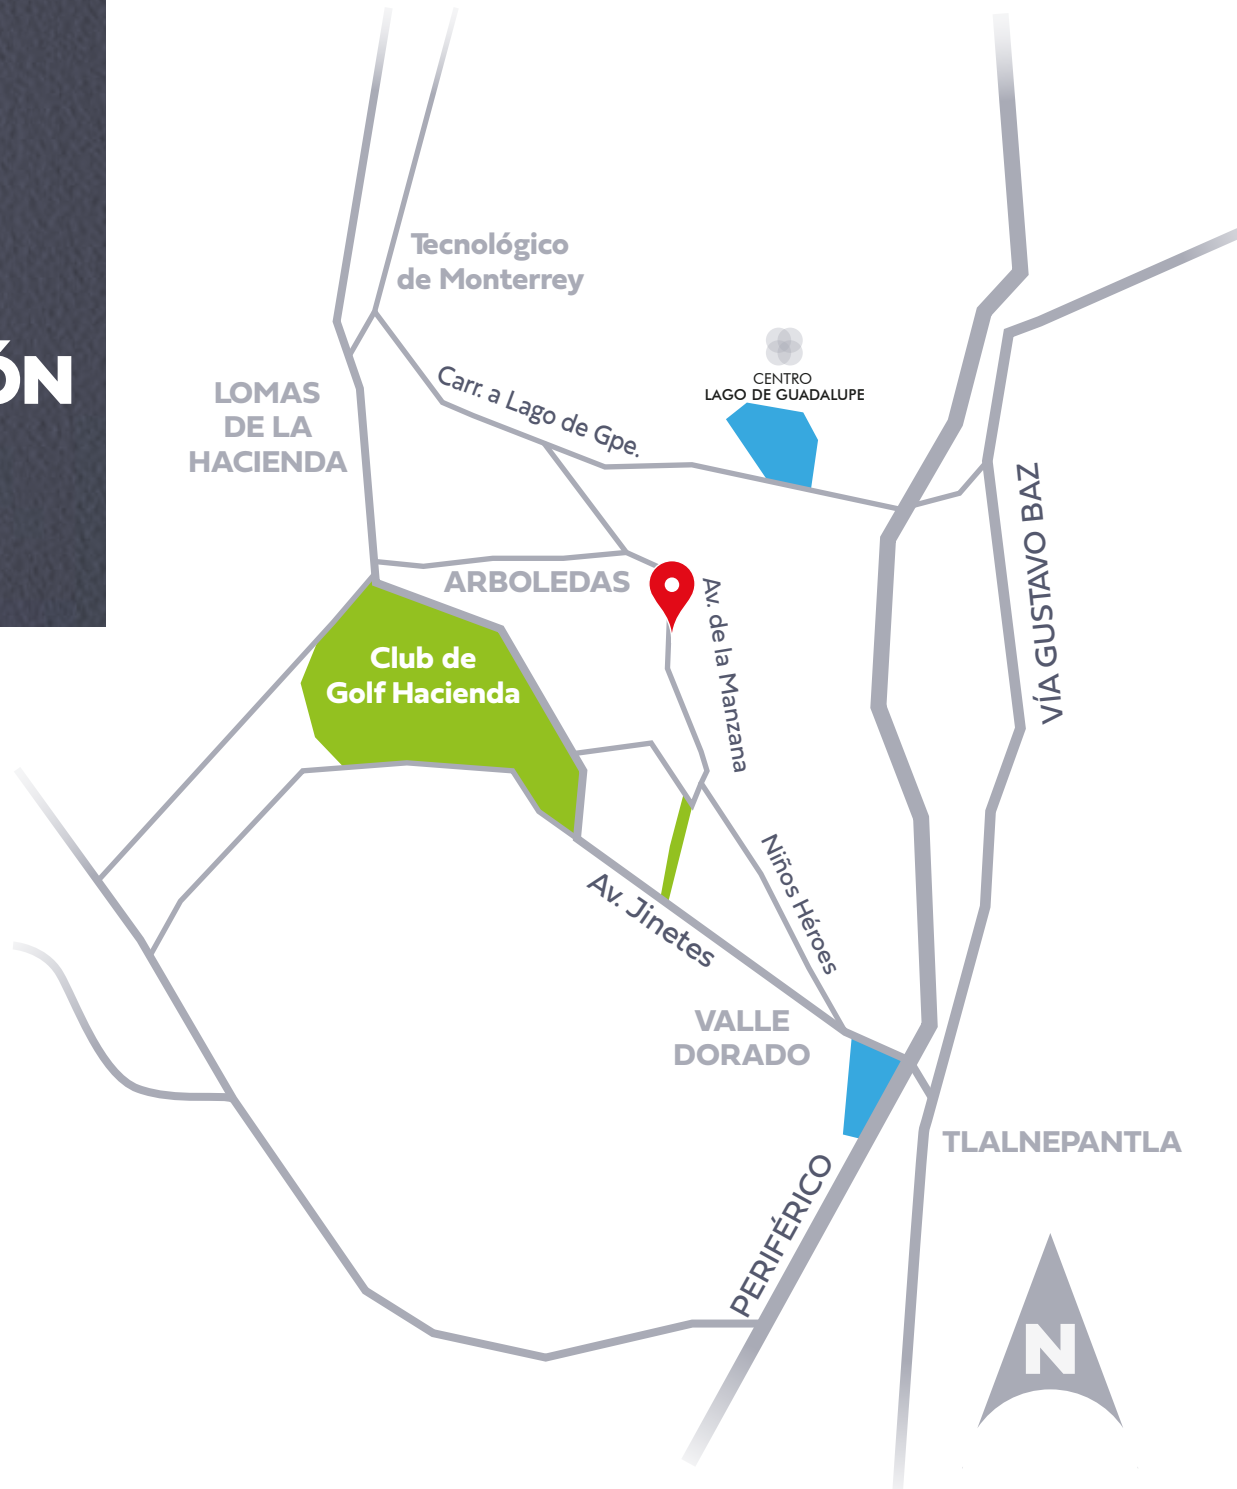 ÓN
Tecnológico
de Monterrey
LOMAS
DE LA
HACIENDA
Carr. a Lago de Gpe.
CENTRO
LAGO DE GUADALUPE
VÍA GUSTAVO BAZ
ARBOLEDAS
Av. de la Manzana
Club de
Golf Hacienda
Niños Héroes
Av. Jinetes
VALLE
DORADO
TLALNEPANTLA
PERIFÉRICO
N